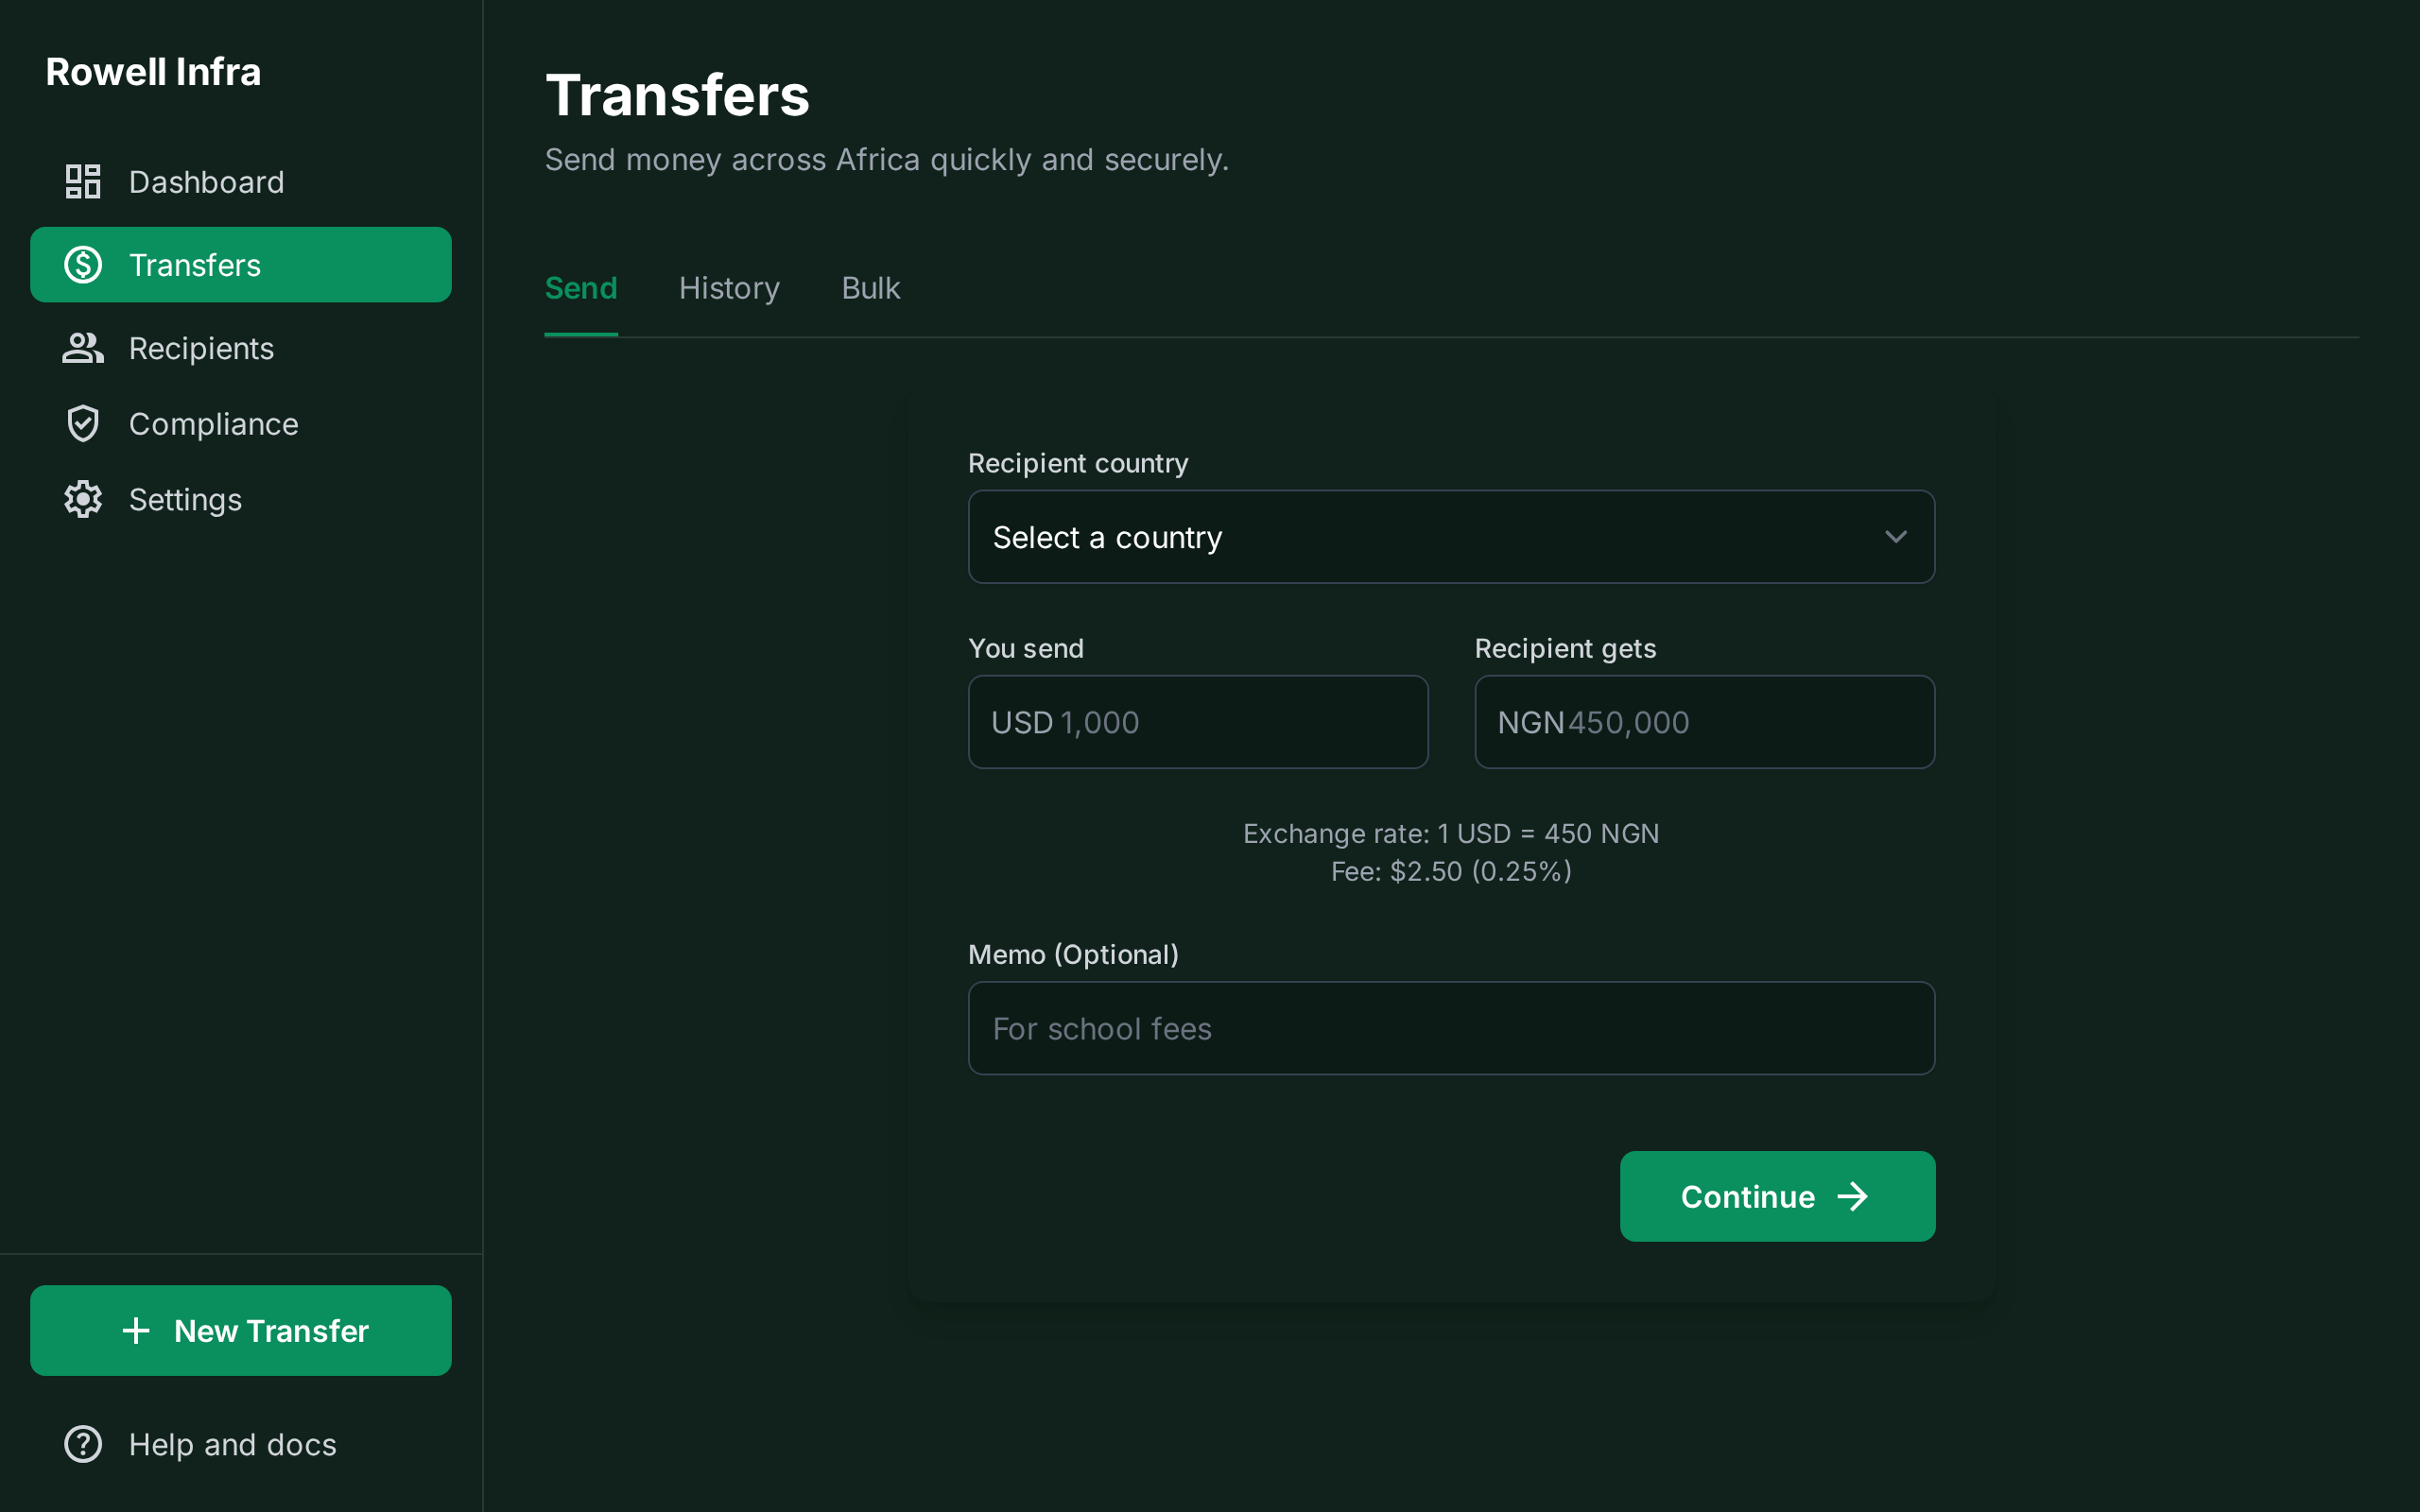 Rowell Infra
Dashboard
Transfers
Recipients
Compliance
Settings
New Transfer
Help and docs
Transfers
Send money across Africa quickly and securely.
Send History Bulk
Recipient country
Select a country
You send Recipient gets
USD 1,000 NGN 450,000
Exchange rate: 1 USD = 450 NGN
Fee: $2.50 (0.25%)
Memo (Optional)
For school fees
Continue